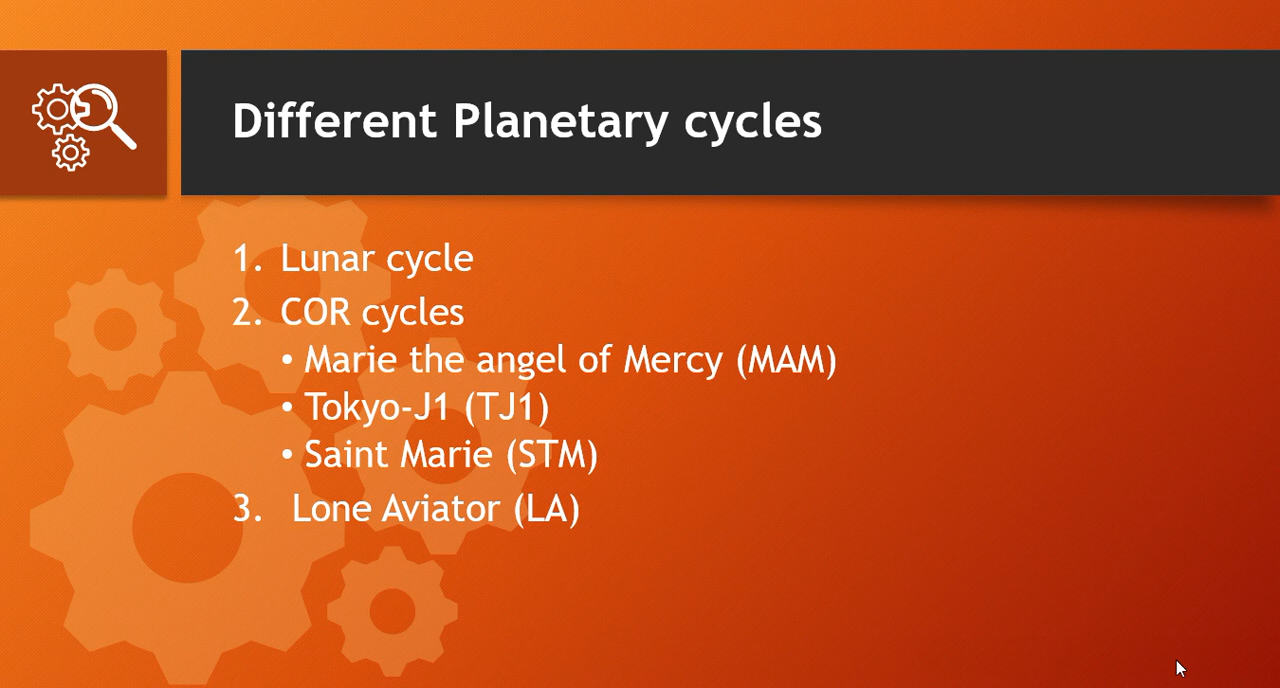 Different Planetary cycles
1. Lunar cycle
2. COR cycles
• Marie the angel of Mercy (MAM)
• Tokyo-J1 (TJ1)
• Saint Marie (STM)
3. Lone Aviator (LA)